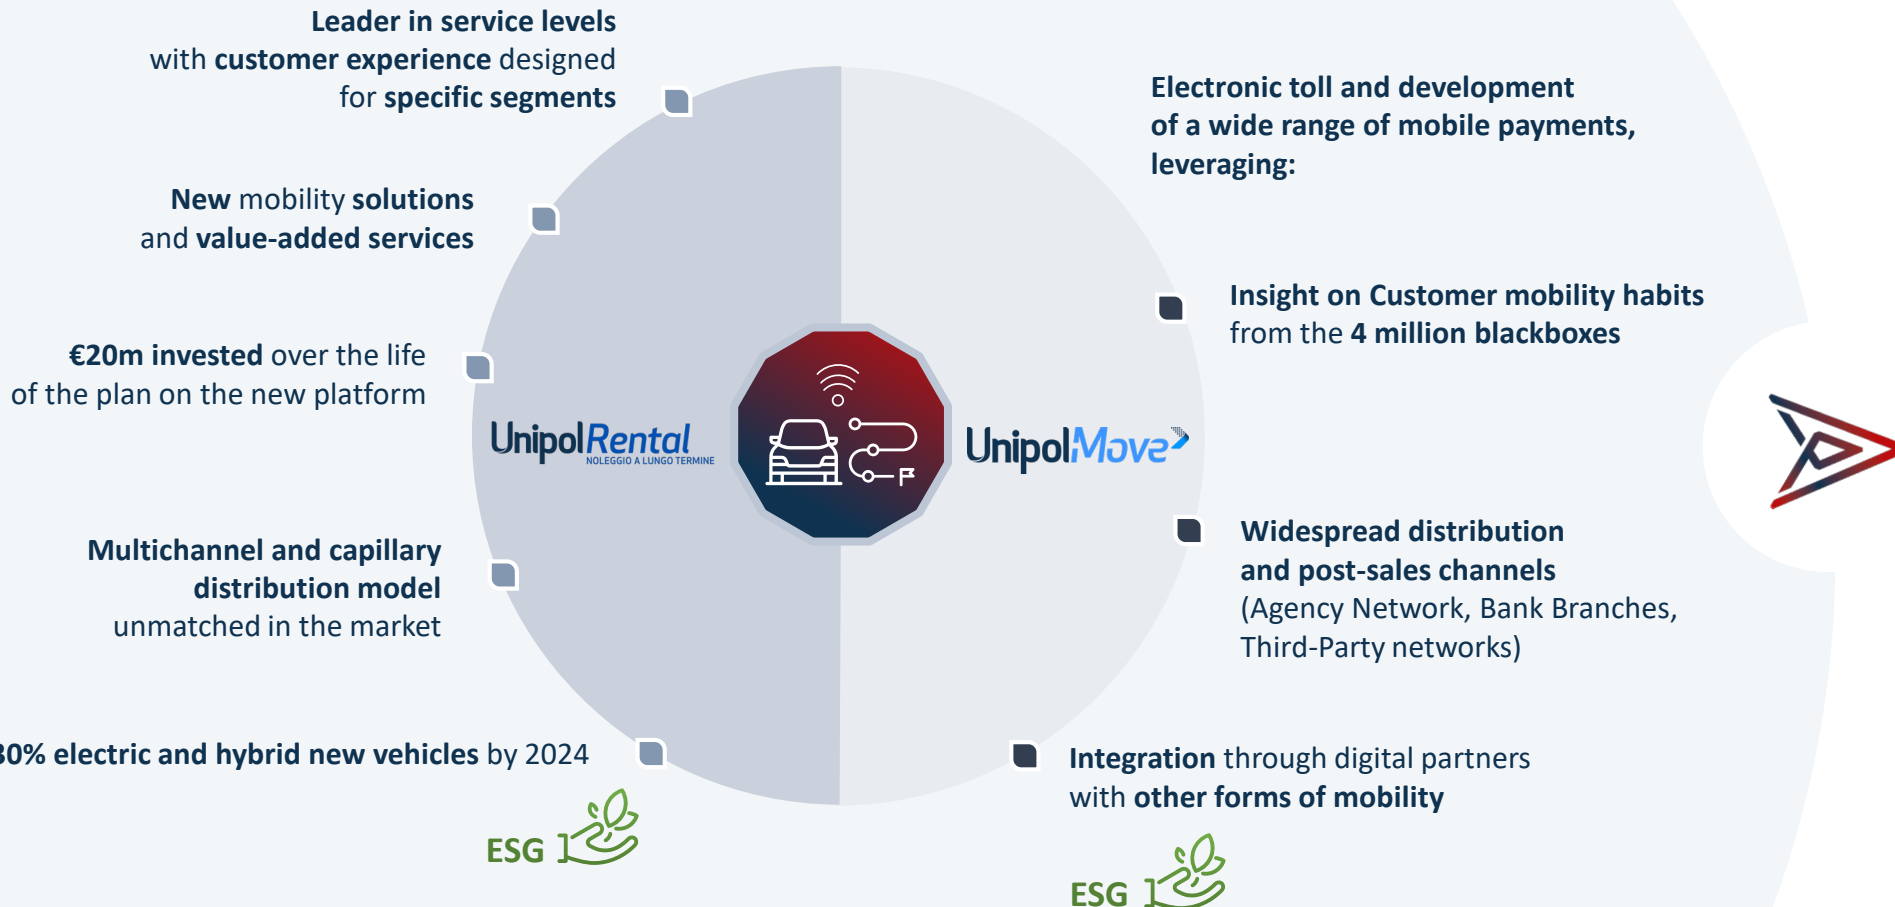 Leader in service levels
with customer experience designed
for specific segments
New mobility solutions
and value-added services
€20m invested over the life
of the plan on the new platform
Multichannel and capillary
distribution model
unmatched in the market
30% electric and hybrid new vehicles by 2024
ESG
UnipolRental
NOLEGGIO A LUNGO TERMINE
UnipolMove
Electronic toll and development
of a wide range of mobile payments,
leveraging:
Insight on Customer mobility habits
from the 4 million blackboxes
Widespread distribution
and post-sales channels
(Agency Network, Bank Branches,
Third-Party networks)
Integration through digital partners
with other forms of mobility
ESG